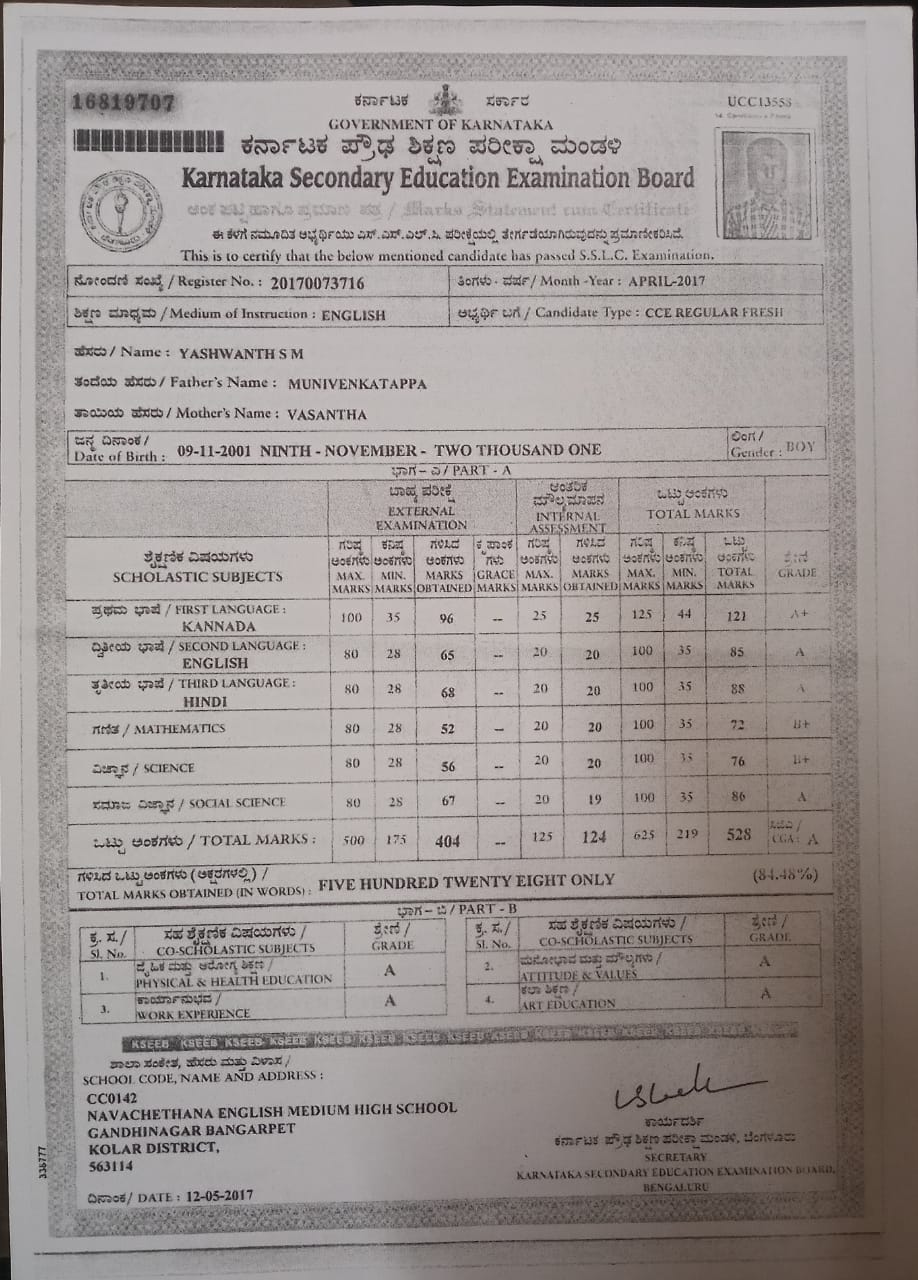 16819707
ಕರ್ನಾಟಕ ಸರ್ಕಾರ
UCC13553
GOVERNMENT OF KARNATAKA
ಕರ್ನಾಟಕ ಪ್ರೌಢ ಶಿಕ್ಷಣ ಪರೀಕ್ಷಾ ಮಂಡಳಿ
Karnataka Secondary Education Examination Board
ಅಂಕ ಪಟ್ಟಿ ಹಾಗೂ ಪ್ರಮಾಣ ಪತ್ರ / Marks Statement cum Certificate
ಈ ಕೆಳಗೆ ನಮೂದಿತ ಅಭ್ಯರ್ಥಿಯು ಎಸ್.ಎಸ್.ಎಲ್.ಸಿ. ಪರೀಕ್ಷೆಯಲ್ಲಿ ತೇರ್ಗಡೆಯಾಗಿರುವುದನ್ನು ಪ್ರಮಾಣೀಕರಿಸಿದೆ.
This is to certify that the below mentioned candidate has passed S.S.L.C. Examination.
ನೋಂದಣಿ ಸಂಖ್ಯೆ / Register No. : 20170073716 ತಿಂಗಳು - ವರ್ಷ / Month -Year : APRIL-2017
ಶಿಕ್ಷಣ ಮಾಧ್ಯಮ / Medium of Instruction : ENGLISH ಅಭ್ಯರ್ಥಿ ಬಗೆ / Candidate Type : CCE REGULAR FRESH
ಹೆಸರು / Name : YASHWANTH S M
ತಂದೆಯ ಹೆಸರು / Father's Name : MUNIVENKATAPPA
ತಾಯಿಯ ಹೆಸರು / Mother's Name : VASANTHA
ಜನ್ಮ ದಿನಾಂಕ / ಲಿಂಗ /
Date of Birth : 09-11-2001 NINTH - NOVEMBER - TWO THOUSAND ONE Gender : BOY
ಭಾಗ - ಎ / PART - A
ಬಾಹ್ಯ ಪರೀಕ್ಷೆ ಆಂತರಿಕ ಮೌಲ್ಯಮಾಪನ ಒಟ್ಟು ಅಂಕಗಳು
EXTERNAL EXAMINATION INTERNAL ASSESSMENT TOTAL MARKS
ಶೈಕ್ಷಣಿಕ ವಿಷಯಗಳು ಗರಿಷ್ಠ ಅಂಕಗಳು ಕನಿಷ್ಠ ಅಂಕಗಳು ಗಳಿಸಿದ ಅಂಕಗಳು ಕೃಪಾಂಕಗಳು ಗರಿಷ್ಠ ಅಂಕಗಳು ಗಳಿಸಿದ ಅಂಕಗಳು ಗರಿಷ್ಠ ಅಂಕಗಳು ಕನಿಷ್ಠ ಅಂಕಗಳು ಒಟ್ಟು ಅಂಕಗಳು ಶ್ರೇಣಿ
SCHOLASTIC SUBJECTS MAX. MARKS MIN. MARKS MARKS OBTAINED GRACE MARKS MAX. MARKS MARKS OBTAINED MAX. MARKS MIN. MARKS TOTAL MARKS GRADE
ಪ್ರಥಮ ಭಾಷೆ / FIRST LANGUAGE :
KANNADA 100 35 96 -- 25 25 125 44 121 A+
ದ್ವಿತೀಯ ಭಾಷೆ / SECOND LANGUAGE :
ENGLISH 80 28 65 -- 20 20 100 35 85 A
ತೃತೀಯ ಭಾಷೆ / THIRD LANGUAGE :
HINDI 80 28 68 -- 20 20 100 35 88 A
ಗಣಿತ / MATHEMATICS 80 28 52 -- 20 20 100 35 72 B+
ವಿಜ್ಞಾನ / SCIENCE 80 28 56 -- 20 20 100 35 76 B+
ಸಮಾಜ ವಿಜ್ಞಾನ / SOCIAL SCIENCE 80 28 67 -- 20 19 100 35 86 A
ಒಟ್ಟು ಅಂಕಗಳು / TOTAL MARKS : 500 175 404 -- 125 124 625 219 528 CGA : A
ಗಳಿಸಿದ ಒಟ್ಟು ಅಂಕಗಳು (ಅಕ್ಷರಗಳಲ್ಲಿ) /
TOTAL MARKS OBTAINED (IN WORDS) : FIVE HUNDRED TWENTY EIGHT ONLY (84.48%)
ಭಾಗ - ಬಿ / PART - B
ಕ್ರ. ಸ. / ಸಹ ಶೈಕ್ಷಣಿಕ ವಿಷಯಗಳು / ಶ್ರೇಣಿ / ಕ್ರ. ಸ. / ಸಹ ಶೈಕ್ಷಣಿಕ ವಿಷಯಗಳು / ಶ್ರೇಣಿ /
Sl. No. CO-SCHOLASTIC SUBJECTS GRADE Sl. No. CO-SCHOLASTIC SUBJECTS GRADE
1. ದೈಹಿಕ ಮತ್ತು ಆರೋಗ್ಯ ಶಿಕ್ಷಣ / PHYSICAL & HEALTH EDUCATION A 2. ಮನೋಭಾವ ಮತ್ತು ಮೌಲ್ಯಗಳು / ATTITUDE & VALUES A
3. ಕಾರ್ಯಾನುಭವ / WORK EXPERIENCE A 4. ಕಲಾ ಶಿಕ್ಷಣ / ART EDUCATION A
KSEEB KSEEB KSEEB KSEEB KSEEB KSEEB KSEEB KSEEB KSEEB KSEEB KSEEB KSEEB KSEEB KSEEB KSEEB
ಶಾಲಾ ಸಂಕೇತ, ಹೆಸರು ಮತ್ತು ವಿಳಾಸ /
SCHOOL CODE, NAME AND ADDRESS :
CC0142
NAVACHETHANA ENGLISH MEDIUM HIGH SCHOOL
GANDHINAGAR BANGARPET
KOLAR DISTRICT,
563114
ದಿನಾಂಕ / DATE : 12-05-2017
ಕಾರ್ಯದರ್ಶಿ
ಕರ್ನಾಟಕ ಪ್ರೌಢ ಶಿಕ್ಷಣ ಪರೀಕ್ಷಾ ಮಂಡಳಿ, ಬೆಂಗಳೂರು
SECRETARY
KARNATAKA SECONDARY EDUCATION EXAMINATION BOARD,
BENGALURU
338777